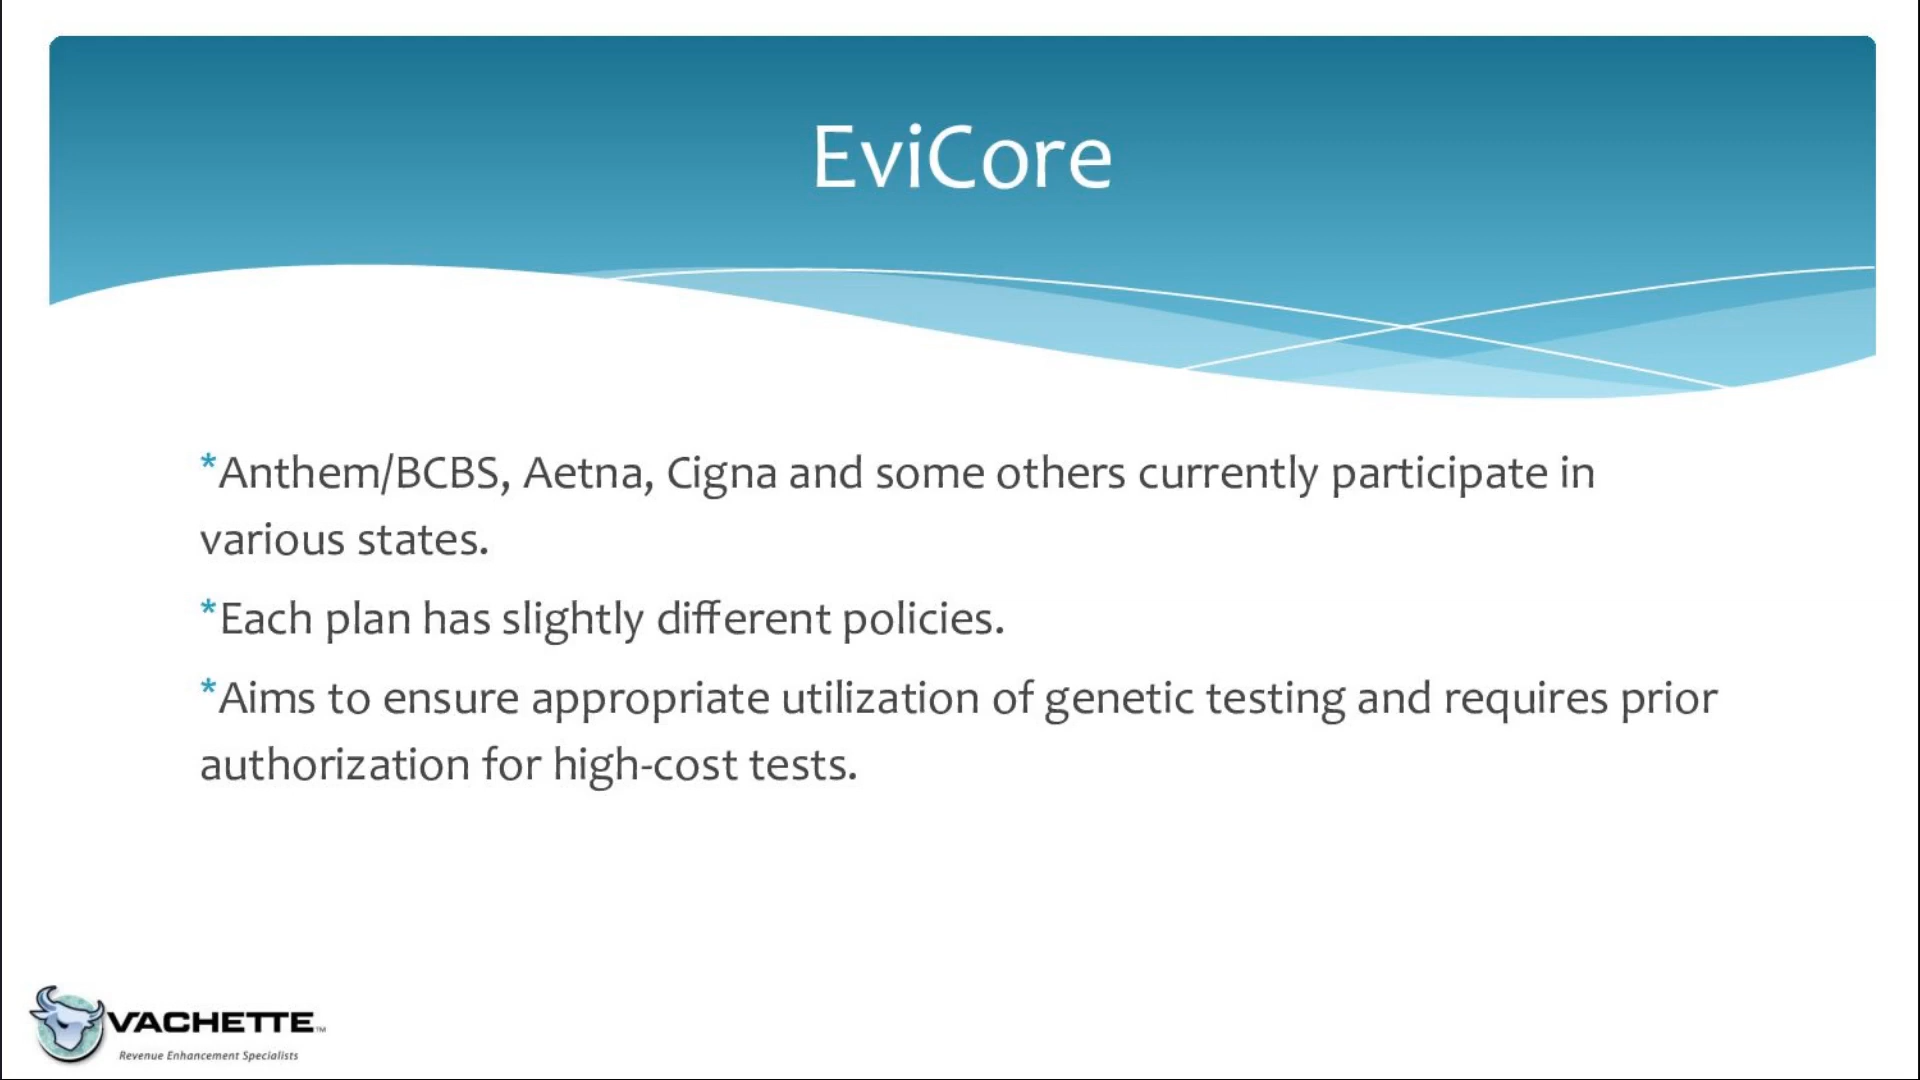 EviCore
*Anthem/BCBS, Aetna, Cigna and some others currently participate in
various states.
*Each plan has slightly different policies.
*Aims to ensure appropriate utilization of genetic testing and requires prior
authorization for high-cost tests.
VACHETTE™
Revenue Enhancement Specialists